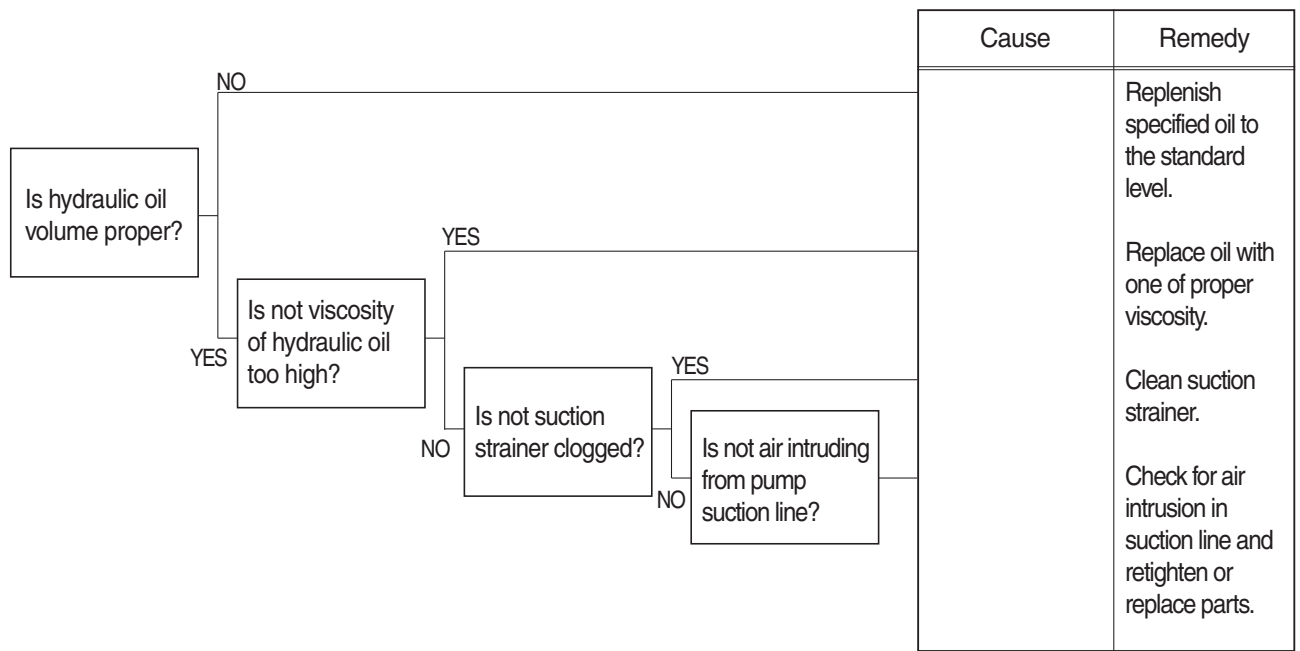 Cause
Remedy
NO
Replenish
specified oil to
the standard
level.
Is hydraulic oil
volume proper?
YES
Replace oil with
one of proper
viscosity.
Is not viscosity
of hydraulic oil
too high?
YES
YES
Clean suction
strainer.
Is not suction
strainer clogged?
NO
Is not air intruding
from pump
suction line?
NO
Check for air
intrusion in
suction line and
retighten or
replace parts.